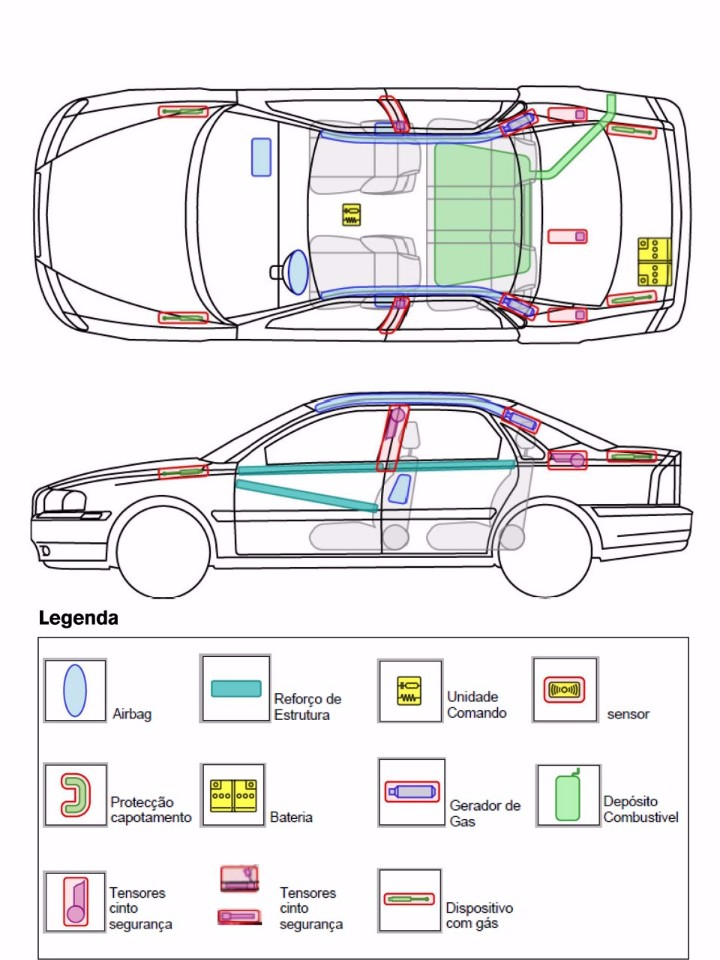 Legenda
Airbag
Reforço de
Estrutura
Unidade
Comando
sensor
Protecção
capotamento
Bateria
Gerador de
Gas
Depósito
Combustivel
Tensores
cinto
segurança
Tensores
cinto
segurança
Dispositivo
com gás